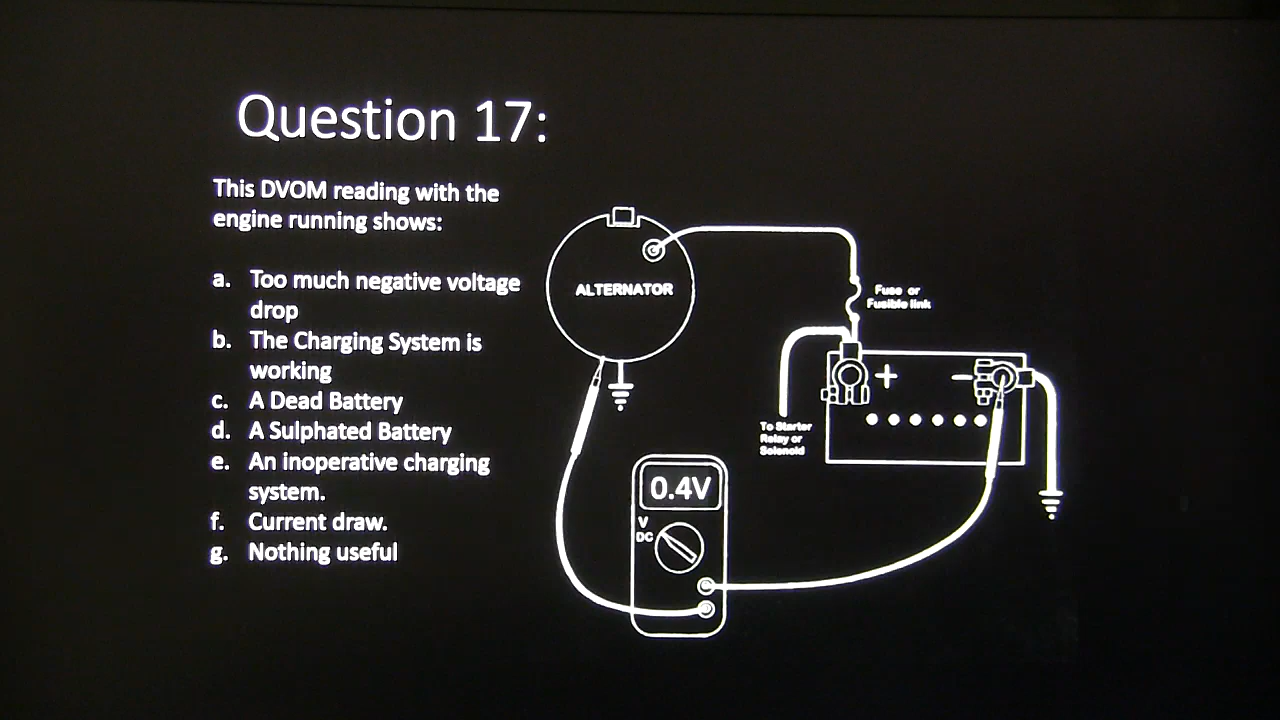 Question 17:
This DVOM reading with the
engine running shows:
a. Too much negative voltage
drop
b. The Charging System is
working
c. A Dead Battery
d. A Sulphated Battery
e. An inoperative charging
system.
f. Current draw.
g. Nothing useful
ALTERNATOR
Fuse or
Fusible link
+
−
To Starter
Relay or
Solenoid
0.4V
V
DC